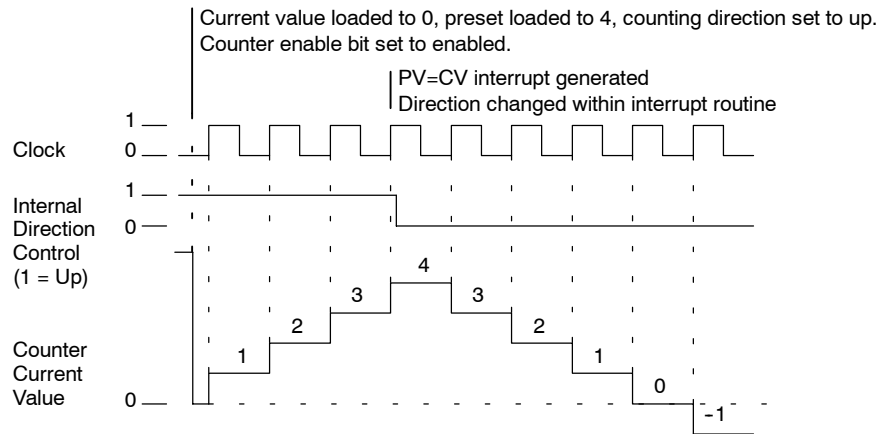 Current value loaded to 0, preset loaded to 4, counting direction set to up.
Counter enable bit set to enabled.
PV=CV interrupt generated
Direction changed within interrupt routine
1
Clock 0
1
Internal
Direction 0
Control
(1 = Up)
4
3 3
2 2
1 1
Counter
Current
Value 0
0
-1